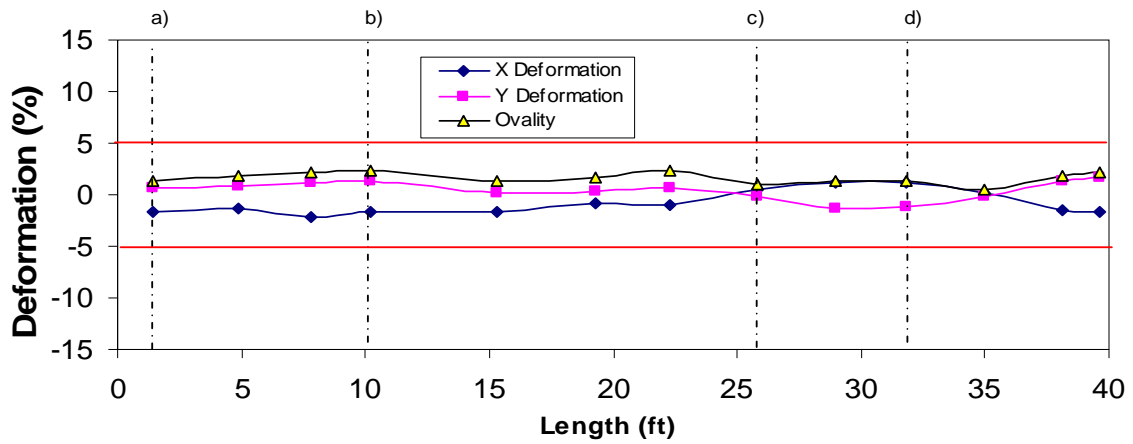 a) b) c) d)
15
10
5
0
-5
-10
-15
Deformation (%)
X Deformation
Y Deformation
Ovality
0 5 10 15 20 25 30 35 40
Length (ft)